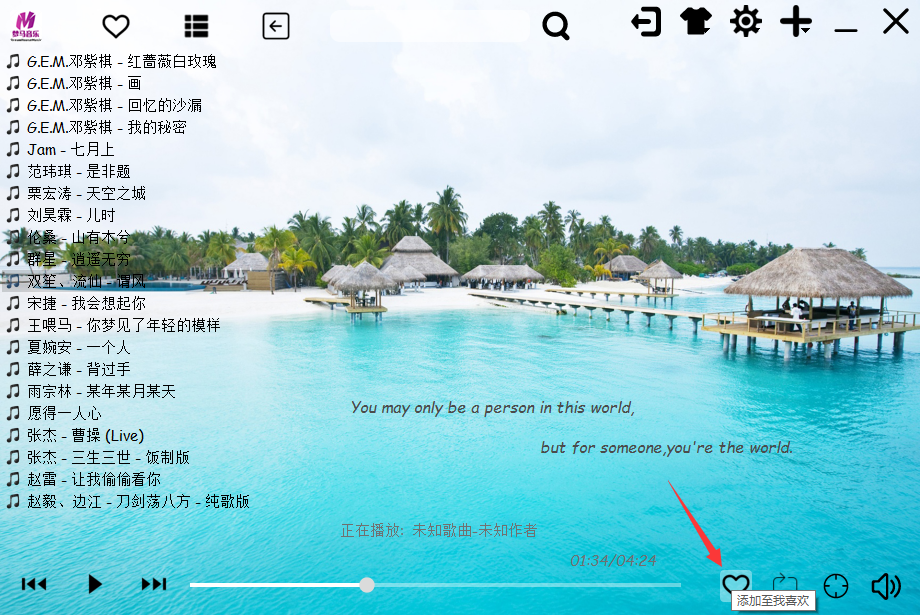 梦马音乐
G.E.M.邓紫棋 - 红蔷薇白玫瑰
G.E.M.邓紫棋 - 画
G.E.M.邓紫棋 - 回忆的沙漏
G.E.M.邓紫棋 - 我的秘密
Jam - 七月上
范玮琪 - 是非题
栗宏涛 - 天空之城
刘昊霖 - 儿时
伦桑 - 山有木兮
群星 - 逍遥无穷
双笙、流仙 - 谓风
宋捷 - 我会想起你
王喂马 - 你梦见了年轻的模样
夏婉安 - 一个人
薛之谦 - 背过手
雨宗林 - 某年某月某天
愿得一人心
张杰 - 曹操 (Live)
张杰 - 三生三世 - 饭制版
赵雷 - 让我偷偷看你
赵毅、边江 - 刀剑荡八方 - 纯歌版
You may only be a person in this world,
but for someone,you're the world.
正在播放: 未知歌曲-未知作者
01:34/04:24
添加至我喜欢